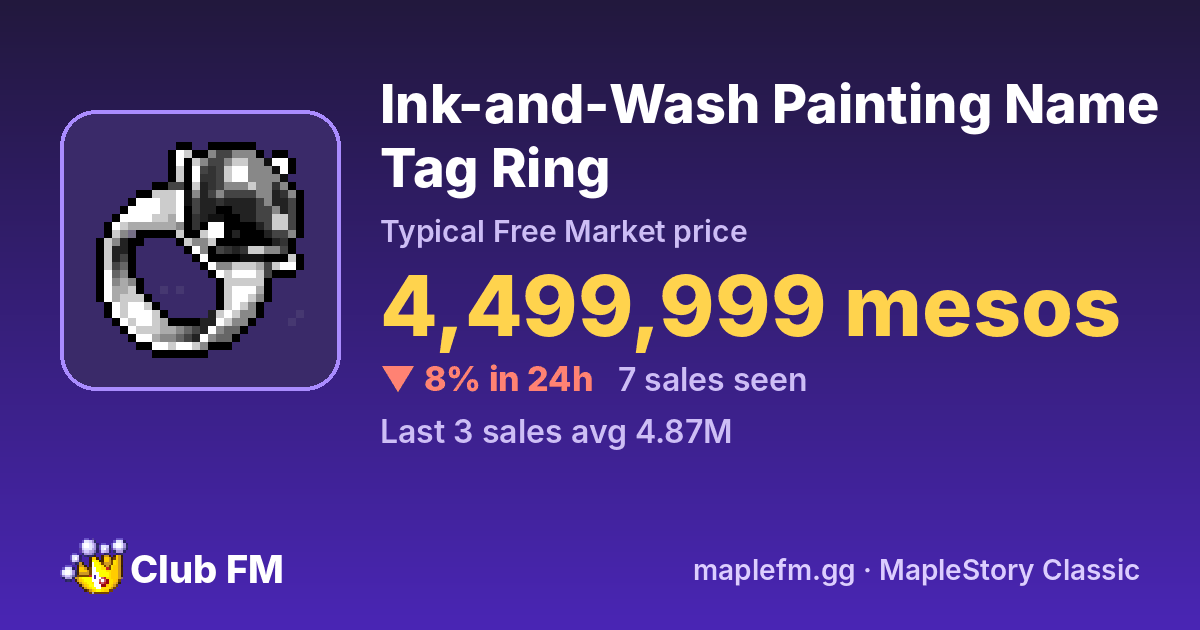 Ink-and-Wash Painting Name
Tag Ring
Typical Free Market price
4,499,999 mesos
▼ 8% in 24h 7 sales seen
Last 3 sales avg 4.87M
Club FM
maplefm.gg · MapleStory Classic